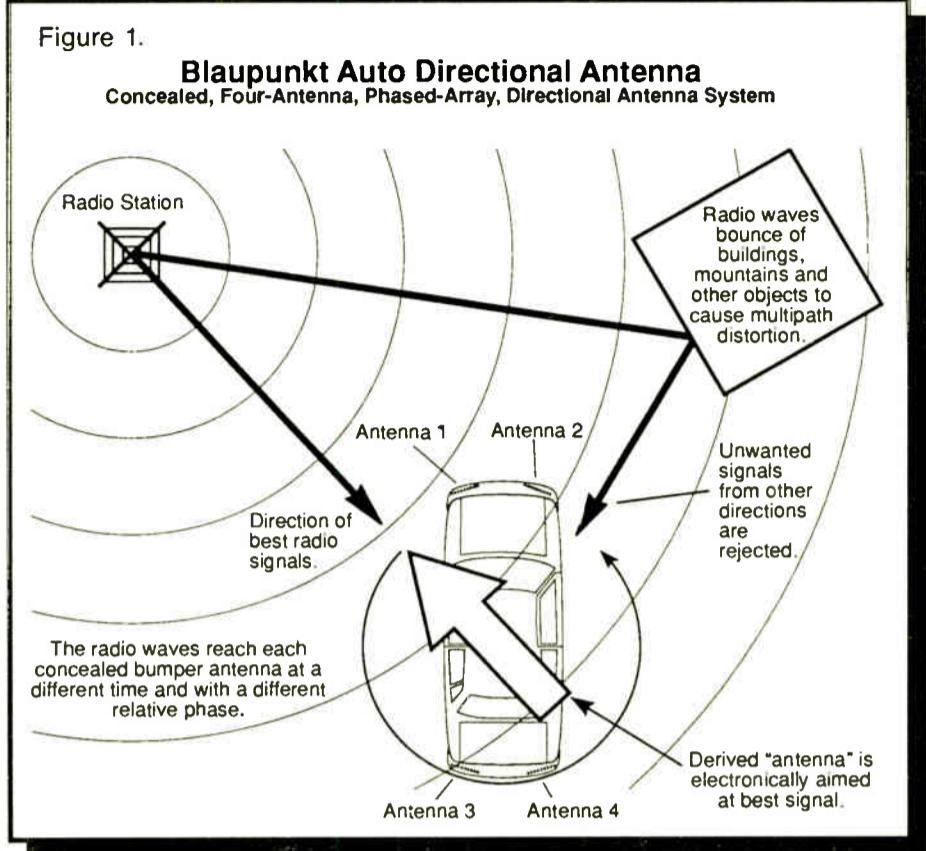 Figure 1.
Blaupunkt Auto Directional Antenna
Concealed, Four-Antenna, Phased-Array, Directional Antenna System
Radio Station
Radio waves
bounce of
buildings,
mountains and
other objects to
cause multipath
distortion.
Antenna 1
Antenna 2
Unwanted
signals
from other
directions
are
rejected.
Direction of
best radio
signals.
The radio waves reach each
concealed bumper antenna at a
different time and with a different
relative phase.
Derived "antenna" is
electronically aimed
at best signal.
Antenna 3
Antenna 4